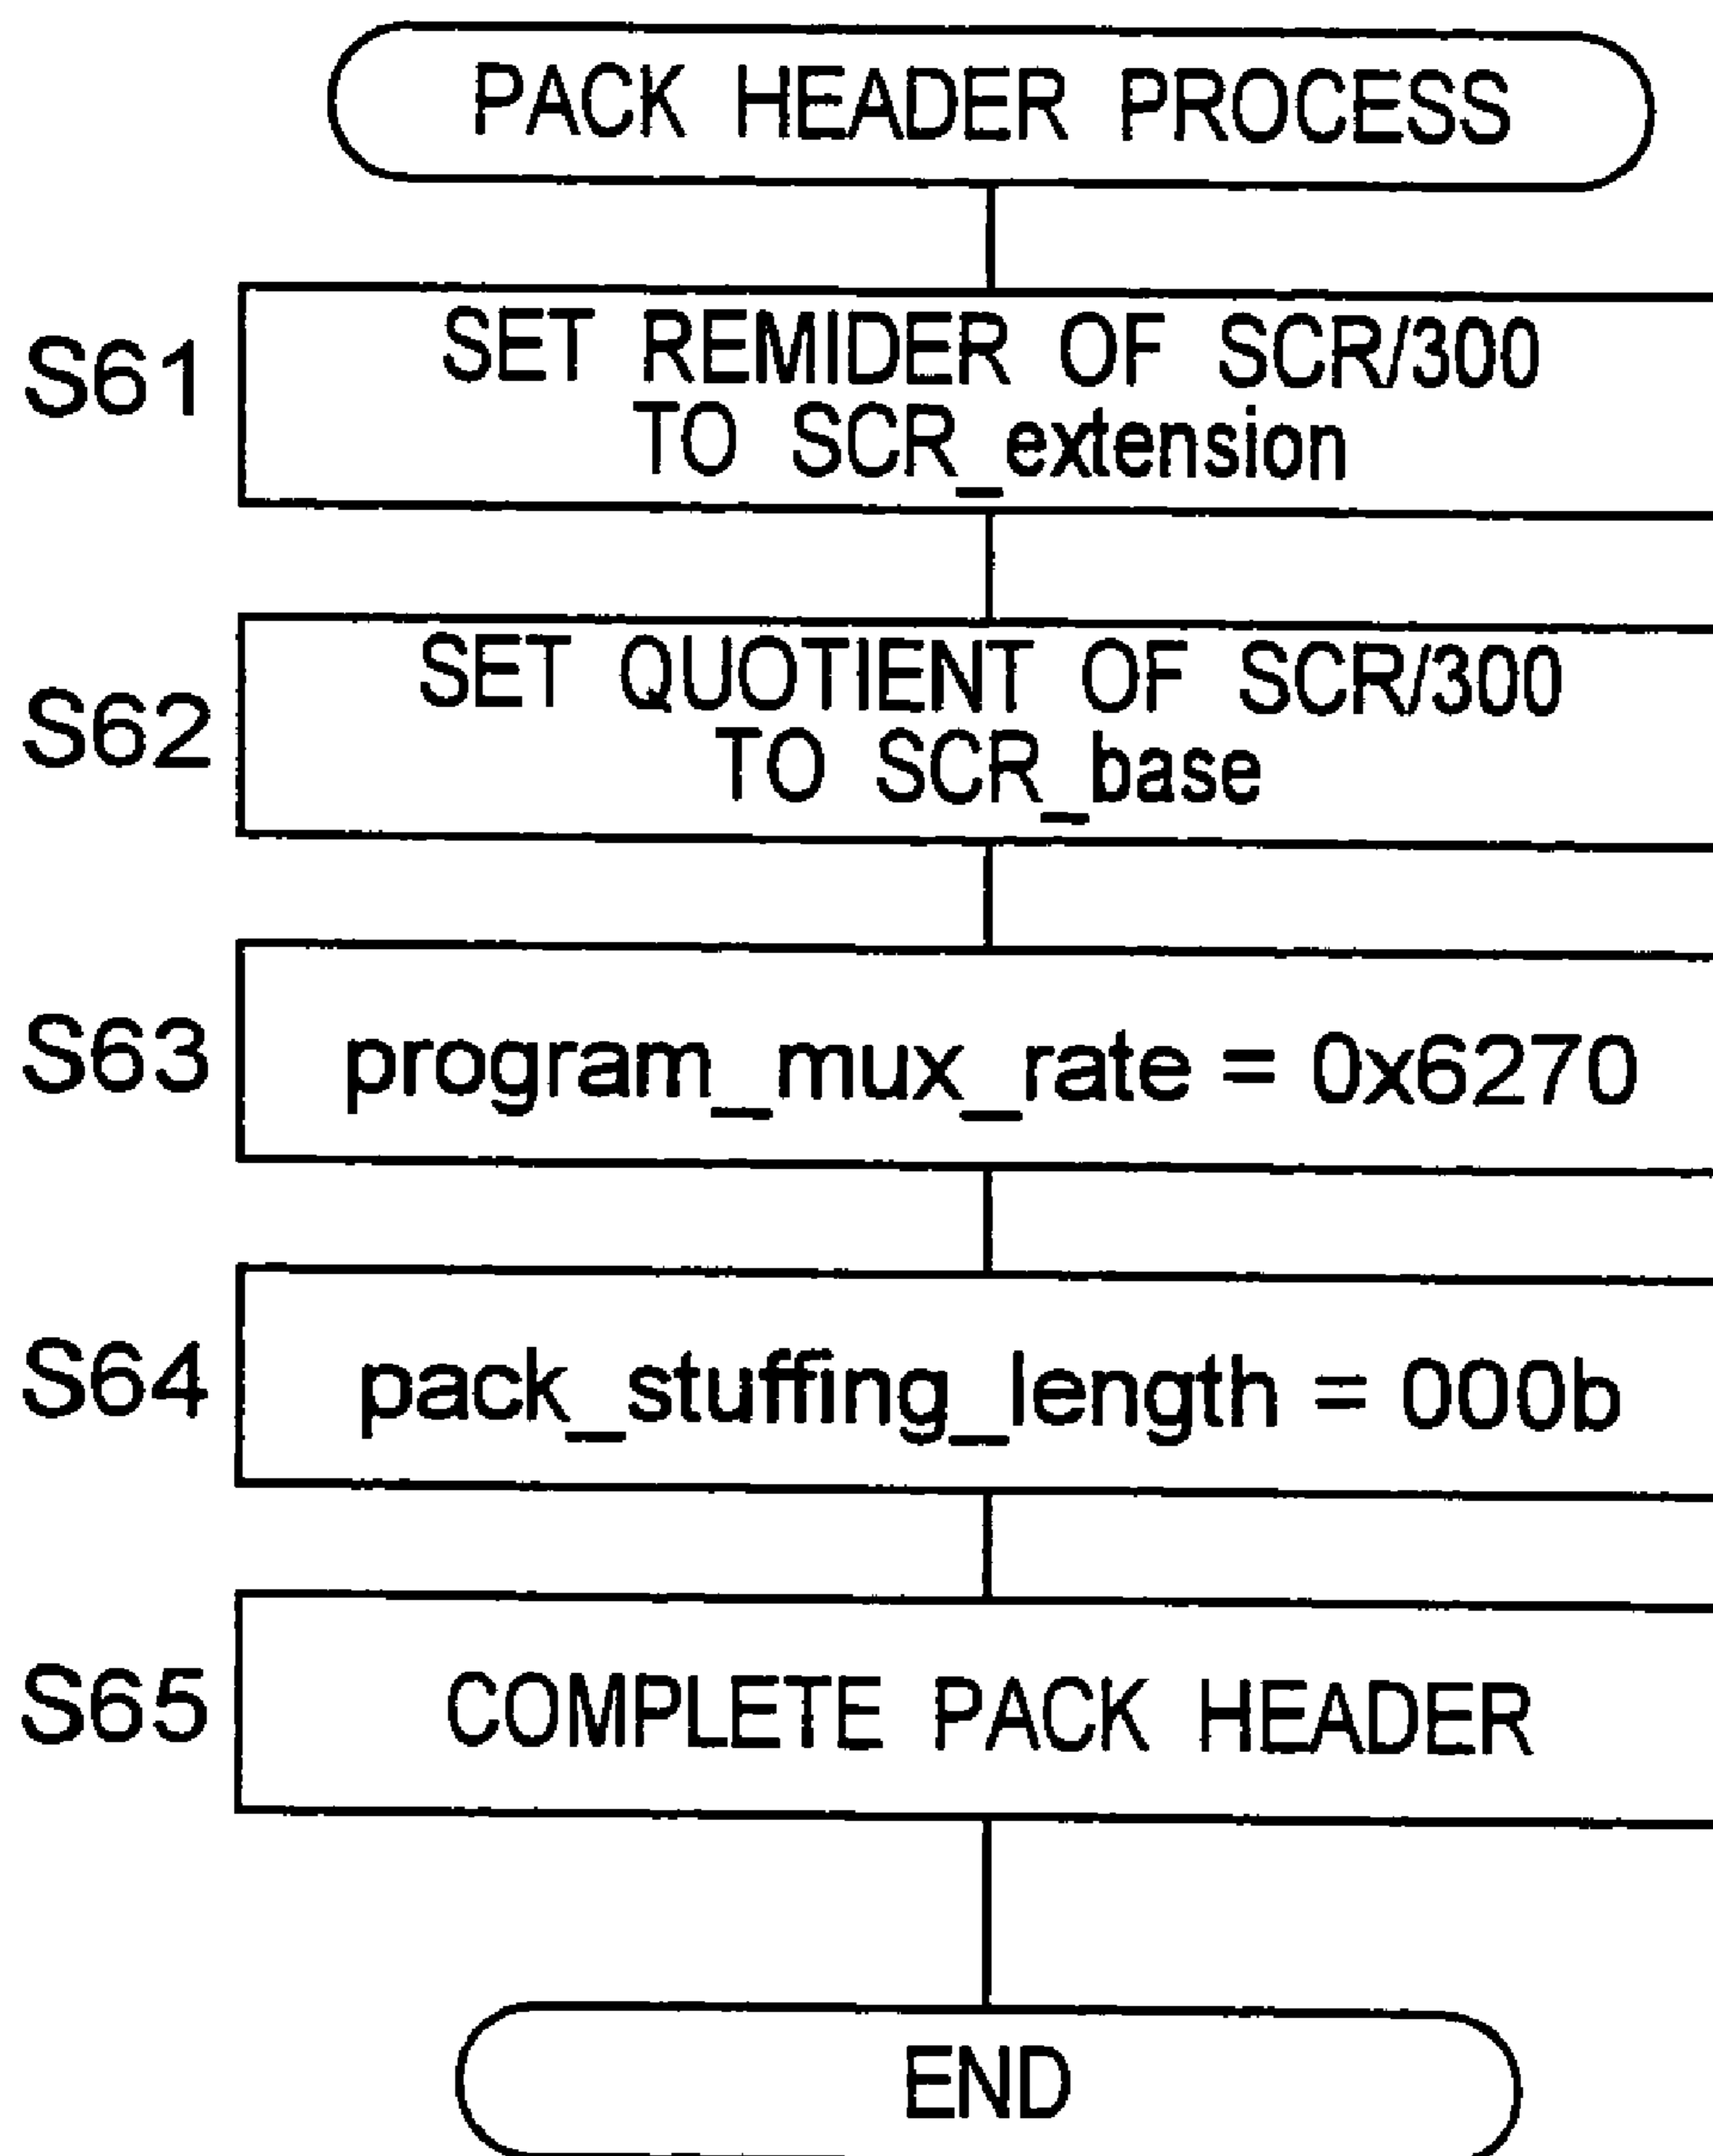 PACK HEADER PROCESS
S61
SET REMIDER OF SCR/300
TO SCR_extension
S62
SET QUOTIENT OF SCR/300
TO SCR_base
S63
program_mux_rate = 0x6270
S64
pack_stuffing_length = 000b
S65
COMPLETE PACK HEADER
END